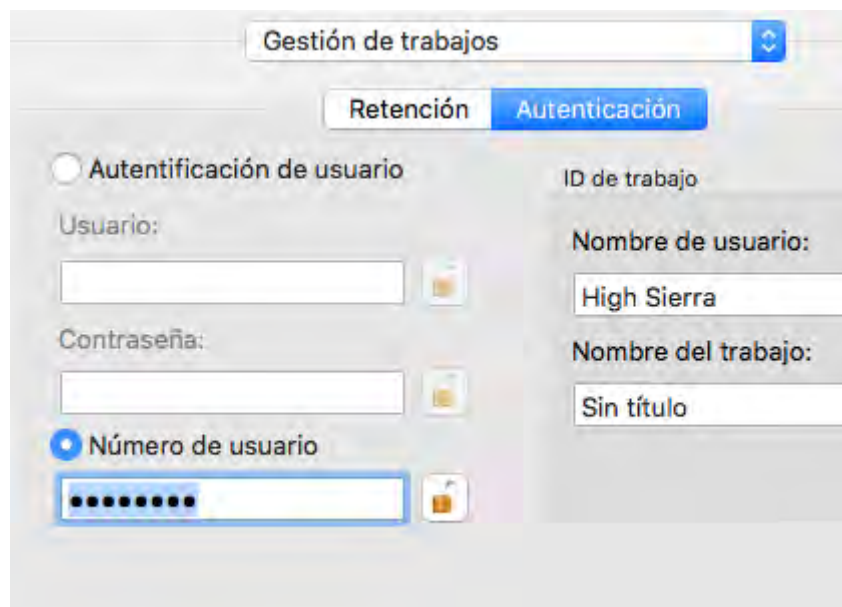 Gestión de trabajos
Retención
Autenticación
Autentificación de usuario
Usuario:
Contraseña:
Número de usuario
••••••••
ID de trabajo
Nombre de usuario:
High Sierra
Nombre del trabajo:
Sin título